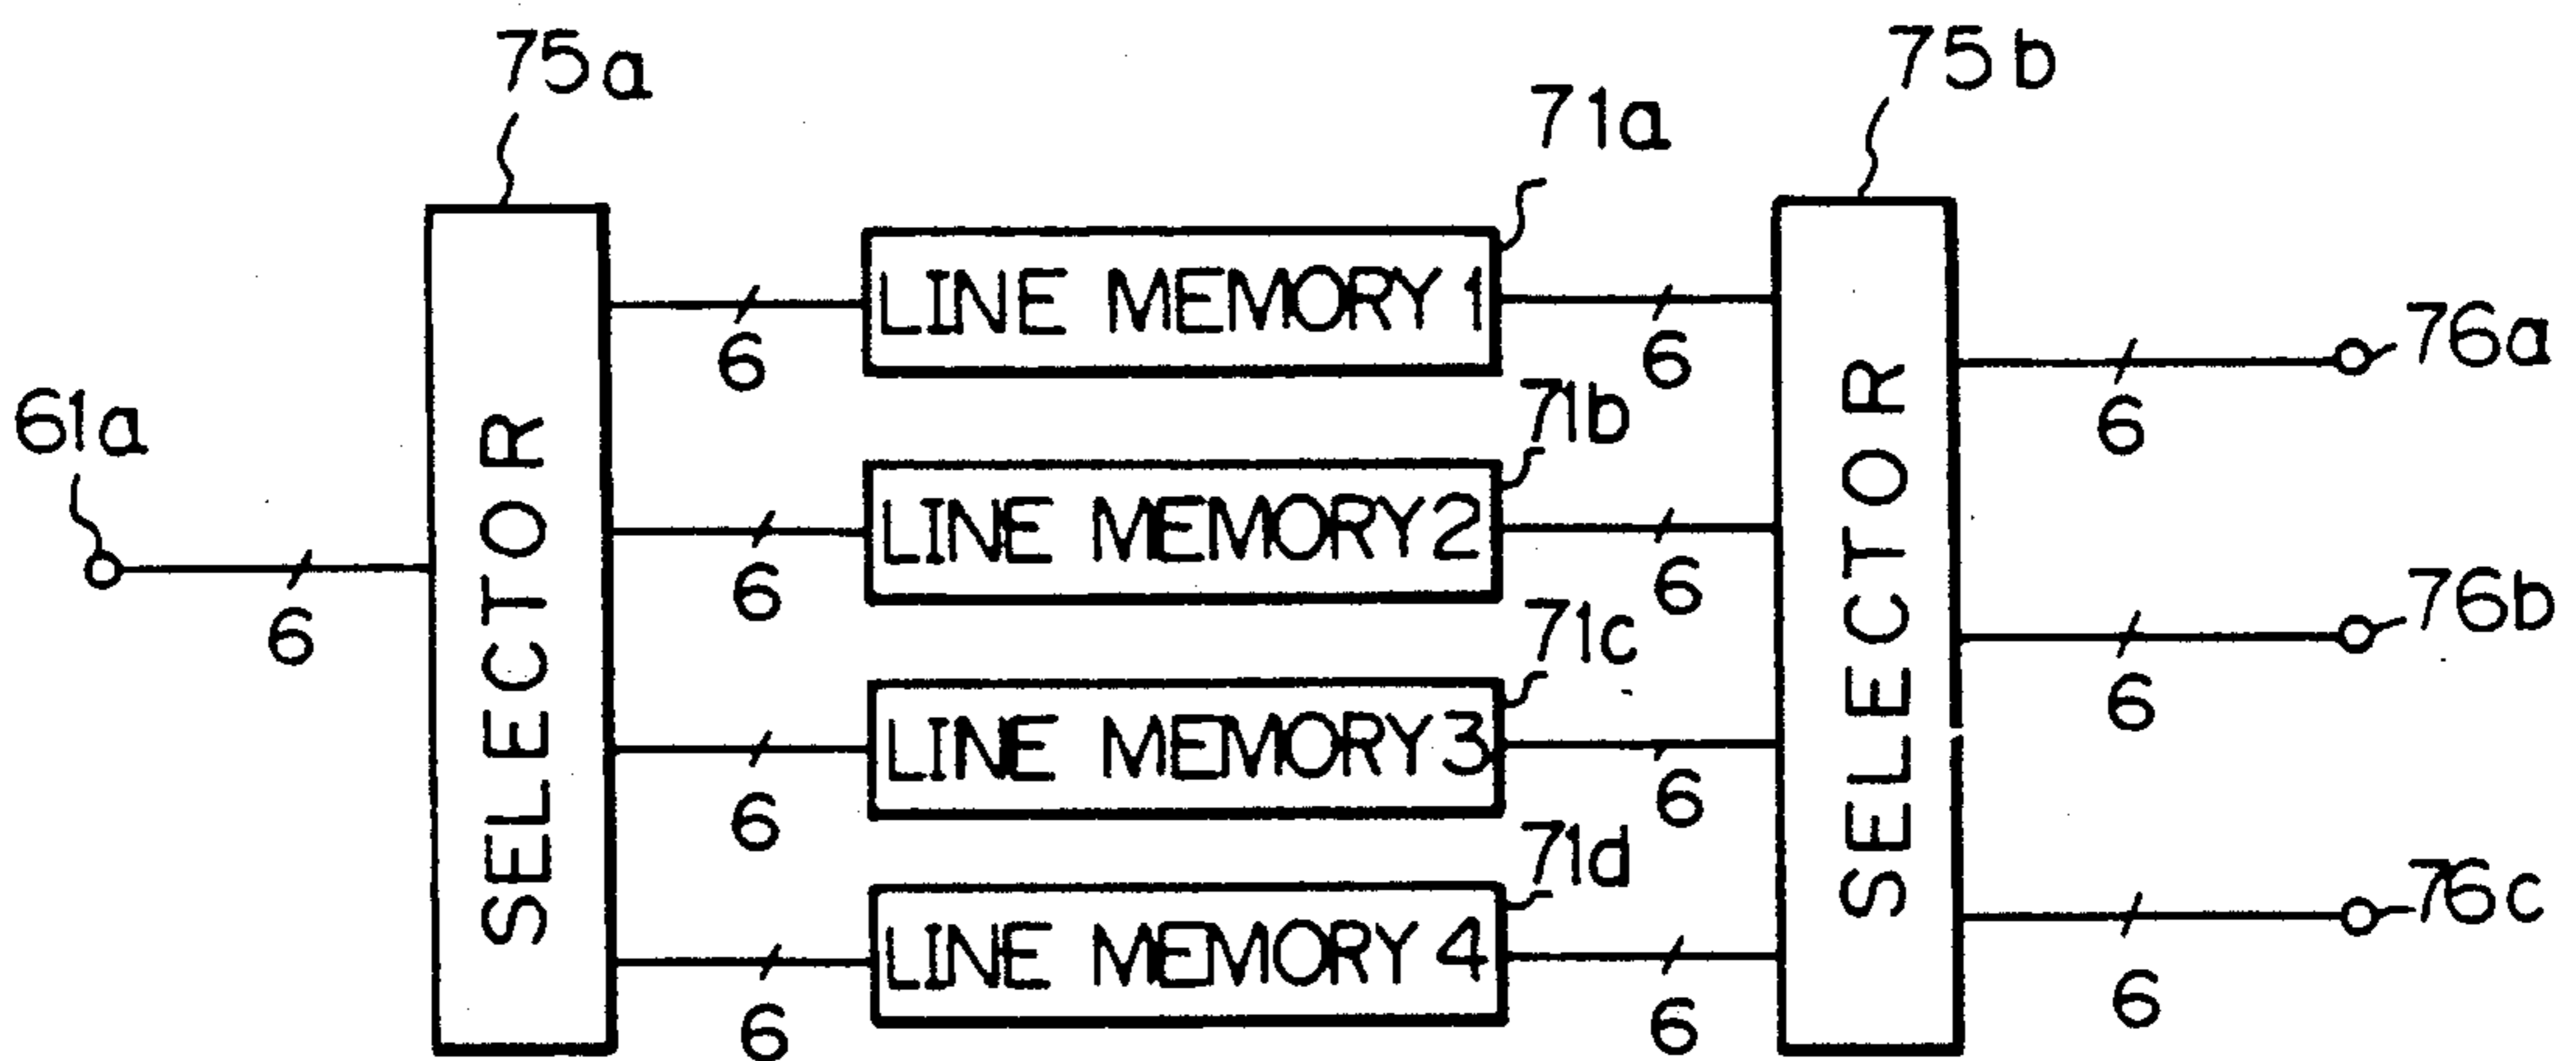 75a
71a
75b
61a
SELECTOR
6
6
LINE MEMORY 1
6
71b
6
LINE MEMORY 2
6
71c
6
LINE MEMORY 3
6
71d
6
LINE MEMORY 4
6
SELECTOR
6
76a
6
76b
6
76c